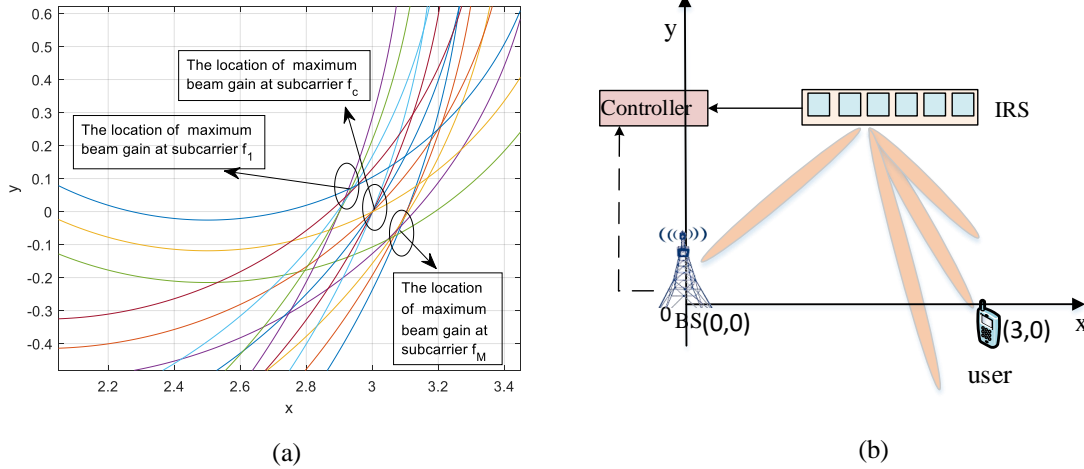 0.6
0.5
0.4
0.3
0.2
0.1
0
-0.1
-0.2
-0.3
-0.4
y
The location of maximum
beam gain at subcarrier f_c
The location of maximum
beam gain at subcarrier f_1
The location
of maximum
beam gain at
subcarrier f_M
2.2
2.4
2.6
2.8
3
3.2
3.4
x
(a)
y
Controller
IRS
0
BS
(0,0)
(3,0)
x
user
(b)